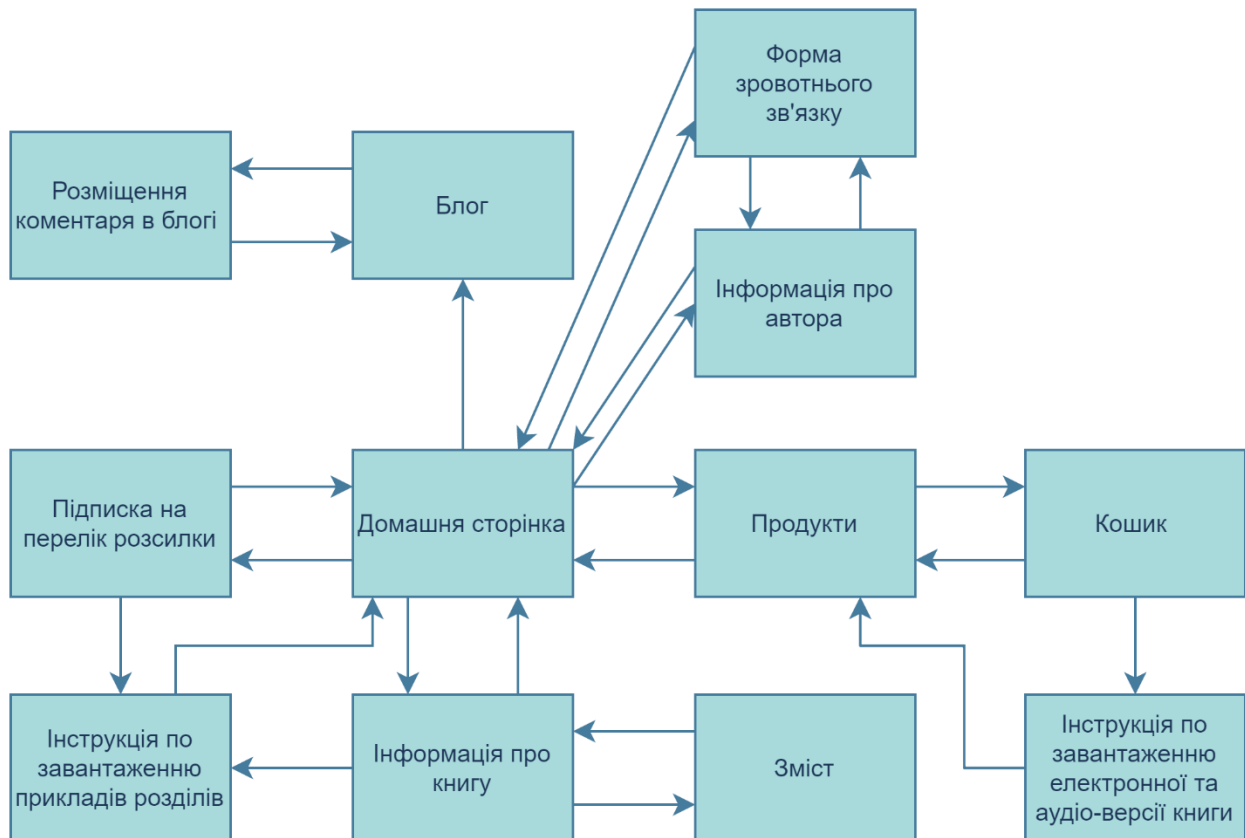 Форма
зровотнього
зв'язку
Розміщення
коментаря в блогі
Блог
Інформація про
автора
Підписка на
перелік розсилки
Домашня сторінка
Продукти
Кошик
Інструкція по
завантаженню
прикладів розділів
Інформація про
книгу
Зміст
Інструкція по
завантаженню
електронної та
аудіо-версії книги